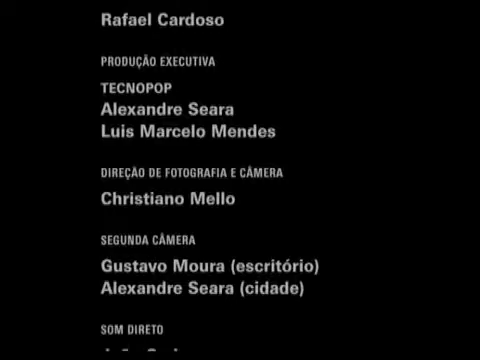 Rafael Cardoso
PRODUÇÃO EXECUTIVA
TECNOPOP
Alexandre Seara
Luis Marcelo Mendes
DIREÇÃO DE FOTOGRAFIA E CÂMERA
Christiano Mello
SEGUNDA CÂMERA
Gustavo Moura (escritório)
Alexandre Seara (cidade)
SOM DIRETO